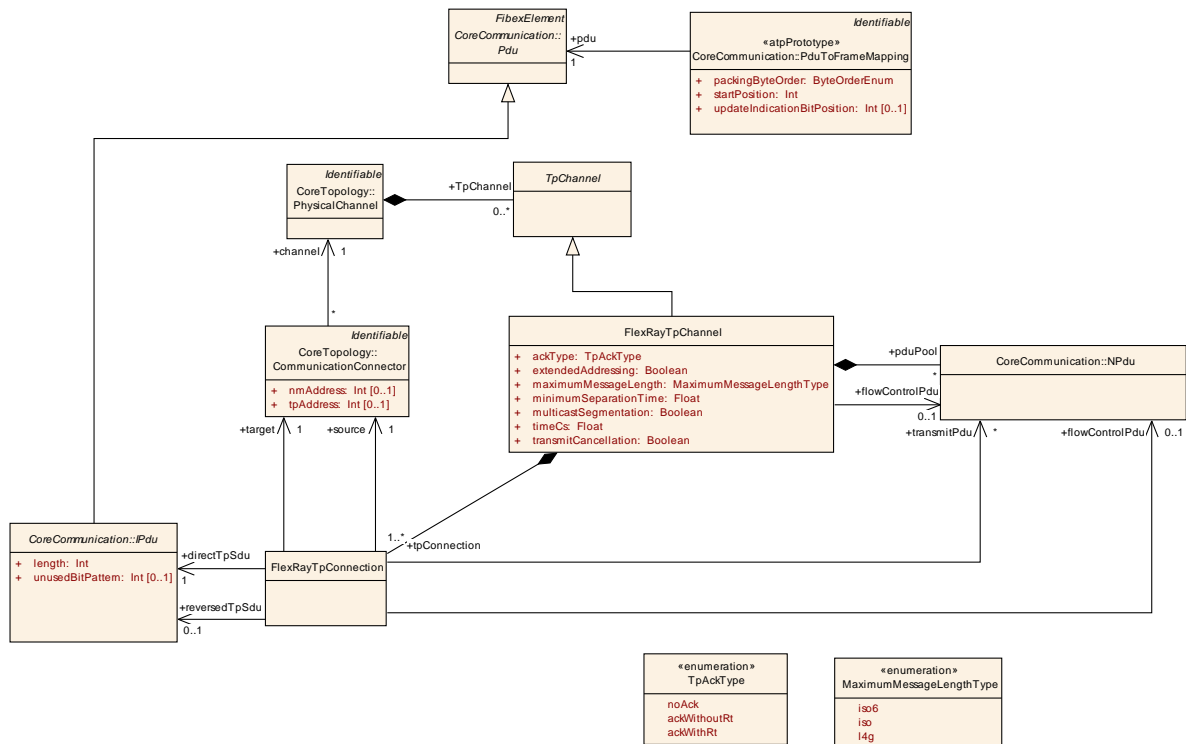 FibexElement
CoreCommunication::
Pdu
+pdu
1
Identifiable
«atpPrototype»
CoreCommunication::PduToFrameMapping
+ packingByteOrder: ByteOrderEnum
+ startPosition: Int
+ updateIndicationBitPosition: Int [0..1]
Identifiable
CoreTopology::
PhysicalChannel
+TpChannel
0..*
TpChannel
+channel
1
*
Identifiable
CoreTopology::
CommunicationConnector
+ nmAddress: Int [0..1]
+ tpAddress: Int [0..1]
FlexRayTpChannel
+ ackType: TpAckType
+ extendedAddressing: Boolean
+ maximumMessageLength: MaximumMessageLengthType
+ minimumSeparationTime: Float
+ multicastSegmentation: Boolean
+ timeCs: Float
+ transmitCancellation: Boolean
+pduPool
*
+flowControlPdu
0..1
CoreCommunication::NPdu
+transmitPdu
*
+flowControlPdu
0..1
+target
1
+source
1
1..*
+tpConnection
CoreCommunication::IPdu
+ length: Int
+ unusedBitPattern: Int [0..1]
+directTpSdu
1
+reversedTpSdu
0..1
FlexRayTpConnection
«enumeration»
TpAckType
noAck
ackWithoutRt
ackWithRt
«enumeration»
MaximumMessageLengthType
iso6
iso
I4g